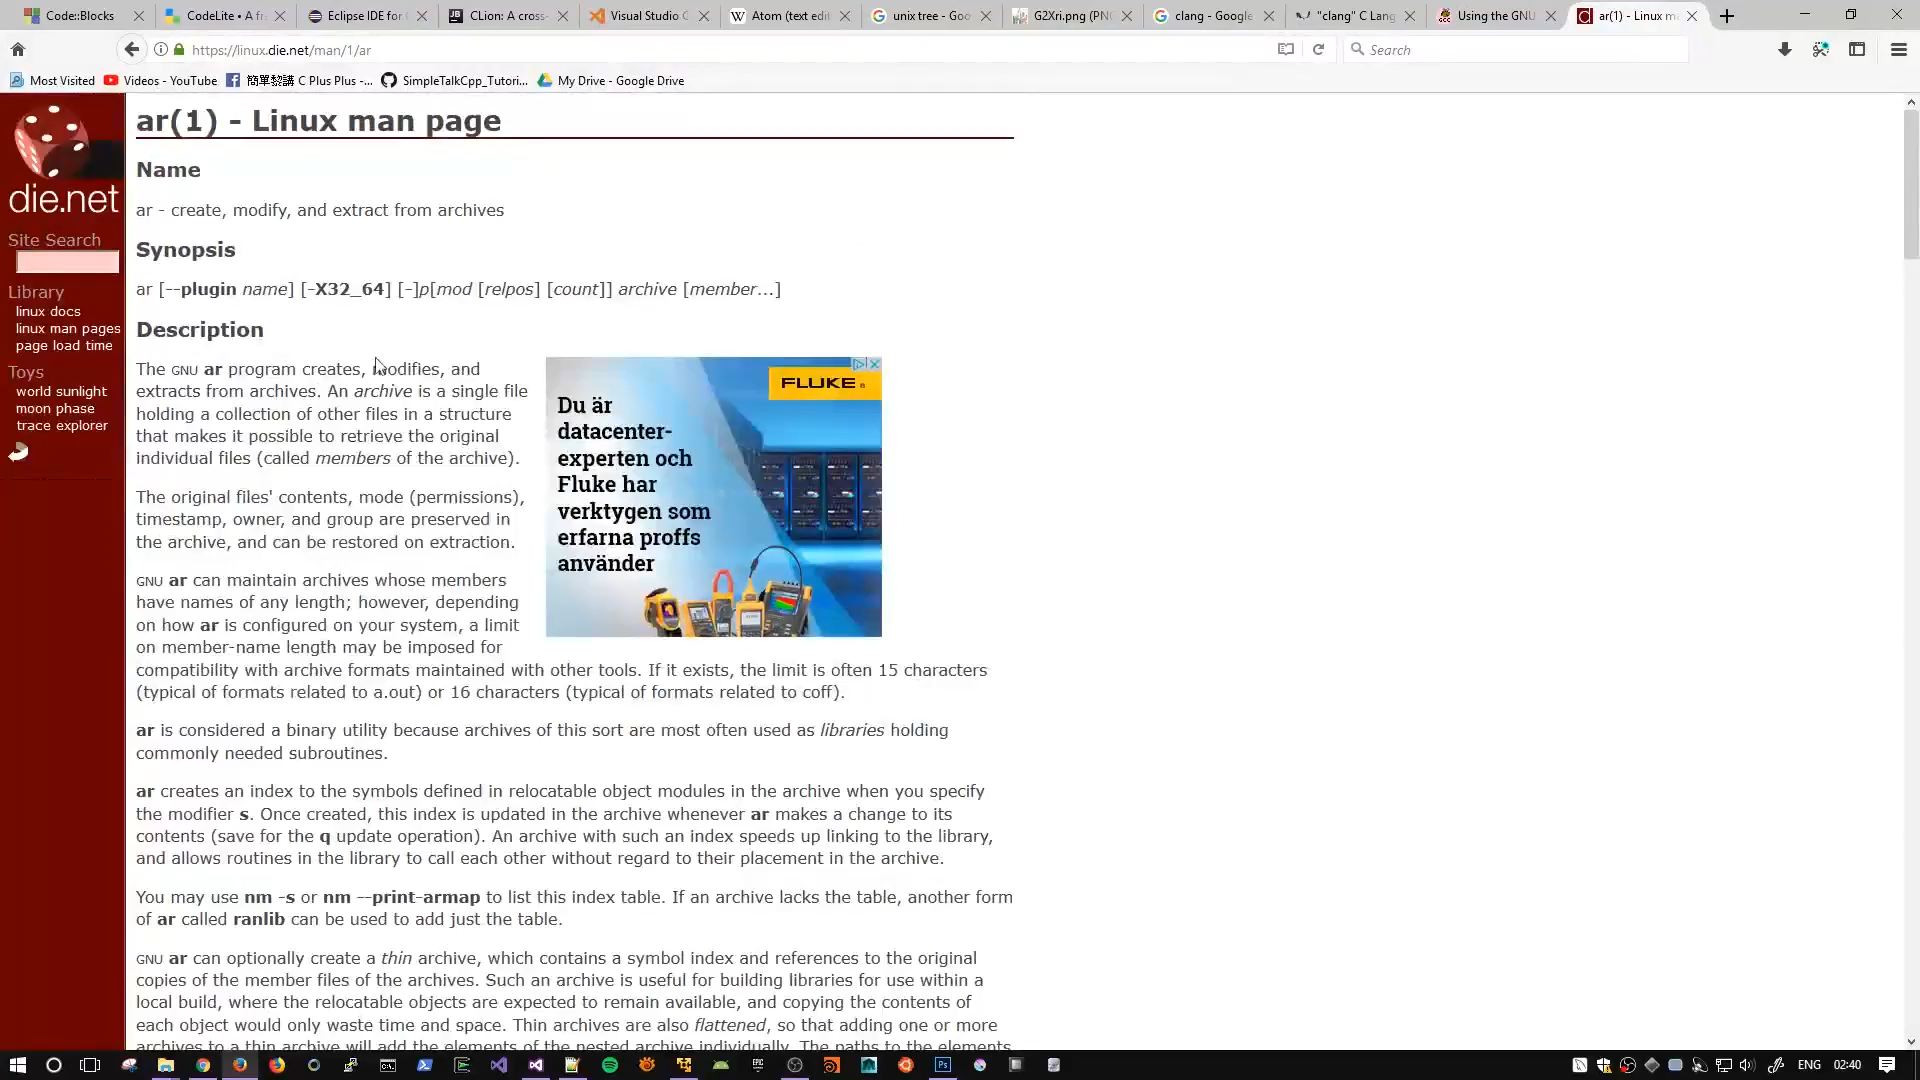 Code::Blocks
CodeLite - A f
Eclipse IDE for
CLion: A cross-
Visual Studio C
Atom (text edit
unix tree - Goo
G2Xri.png (PN
clang - Google
"clang" C Lang
Using the GNU
ar(1) - Linux m
https://linux.die.net/man/1/ar
Search
Most Visited
Videos - YouTube
簡單黎講 C Plus Plus -...
SimpleTalkCpp_Tutori...
My Drive - Google Drive
die.net
Site Search
Library
linux docs
linux man pages
page load time
Toys
world sunlight
moon phase
trace explorer
ar(1) - Linux man page
Name
ar - create, modify, and extract from archives
Synopsis
ar [--plugin name] [-X32_64] [-]p[mod [relpos] [count]] archive [member...]
Description
The GNU ar program creates, modifies, and
extracts from archives. An archive is a single file
holding a collection of other files in a structure
that makes it possible to retrieve the original
individual files (called members of the archive).
The original files' contents, mode (permissions),
timestamp, owner, and group are preserved in
the archive, and can be restored on extraction.
GNU ar can maintain archives whose members
have names of any length; however, depending
on how ar is configured on your system, a limit
on member-name length may be imposed for
compatibility with archive formats maintained with other tools. If it exists, the limit is often 15 characters
(typical of formats related to a.out) or 16 characters (typical of formats related to coff).
FLUKE
Du är
datacenter-
experten och
Fluke har
verktygen som
erfarna proffs
använder
ar is considered a binary utility because archives of this sort are most often used as libraries holding
commonly needed subroutines.
ar creates an index to the symbols defined in relocatable object modules in the archive when you specify
the modifier s. Once created, this index is updated in the archive whenever ar makes a change to its
contents (save for the q update operation). An archive with such an index speeds up linking to the library,
and allows routines in the library to call each other without regard to their placement in the archive.
You may use nm -s or nm --print-armap to list this index table. If an archive lacks the table, another form
of ar called ranlib can be used to add just the table.
GNU ar can optionally create a thin archive, which contains a symbol index and references to the original
copies of the member files of the archives. Such an archive is useful for building libraries for use within a
local build, where the relocatable objects are expected to remain available, and copying the contents of
each object would only waste time and space. Thin archives are also flattened, so that adding one or more
archives to a thin archive will add the elements of the nested archive individually. The paths to the elements
ENG
02:40